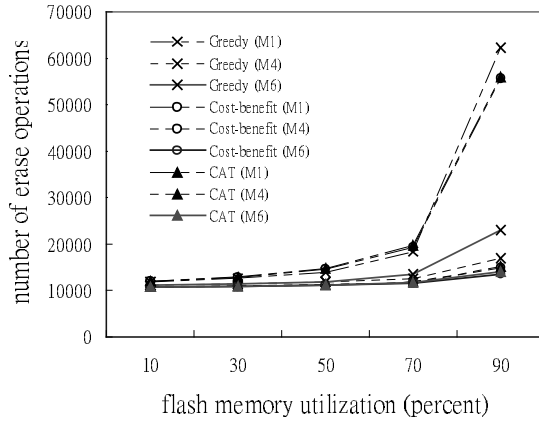 70000
60000
50000
40000
30000
20000
10000
0
number of erase operations
Greedy (M1)
Greedy (M4)
Greedy (M6)
Cost-benefit (M1)
Cost-benefit (M4)
Cost-benefit (M6)
CAT (M1)
CAT (M4)
CAT (M6)
10 30 50 70 90
flash memory utilization (percent)